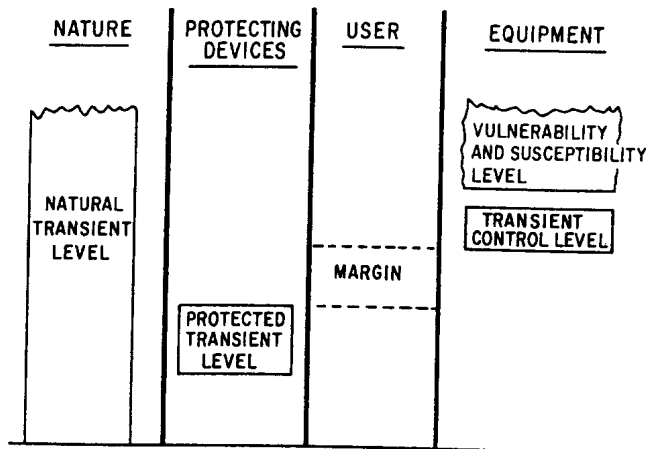 NATURE
PROTECTING
DEVICES
USER
EQUIPMENT
NATURAL
TRANSIENT
LEVEL
PROTECTED
TRANSIENT
LEVEL
MARGIN
VULNERABILITY
AND SUSCEPTIBILITY
LEVEL
TRANSIENT
CONTROL LEVEL